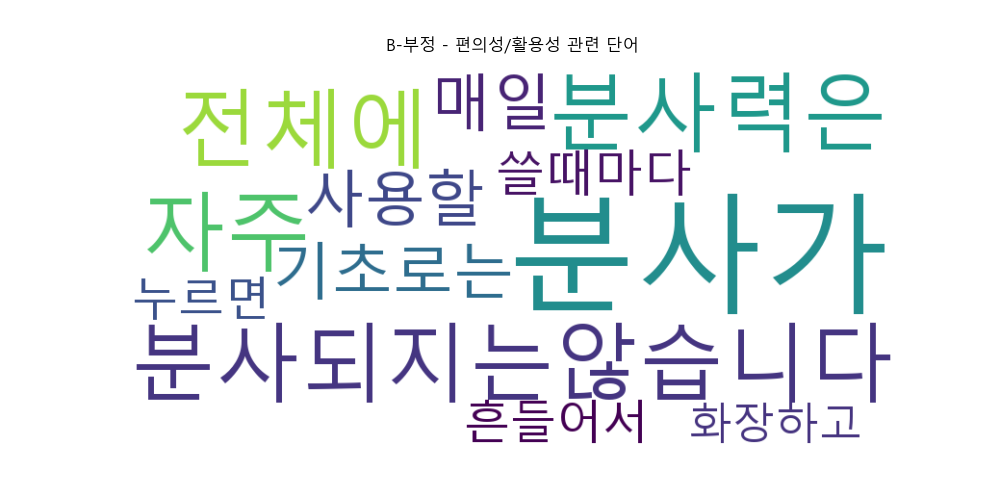 B-부정 - 편의성/활용성 관련 단어
전체에 매일 분사력은
사용할 쓸때마다
자주 기초로는 분사가
누르면
분사되지는않습니다
흔들어서 화장하고